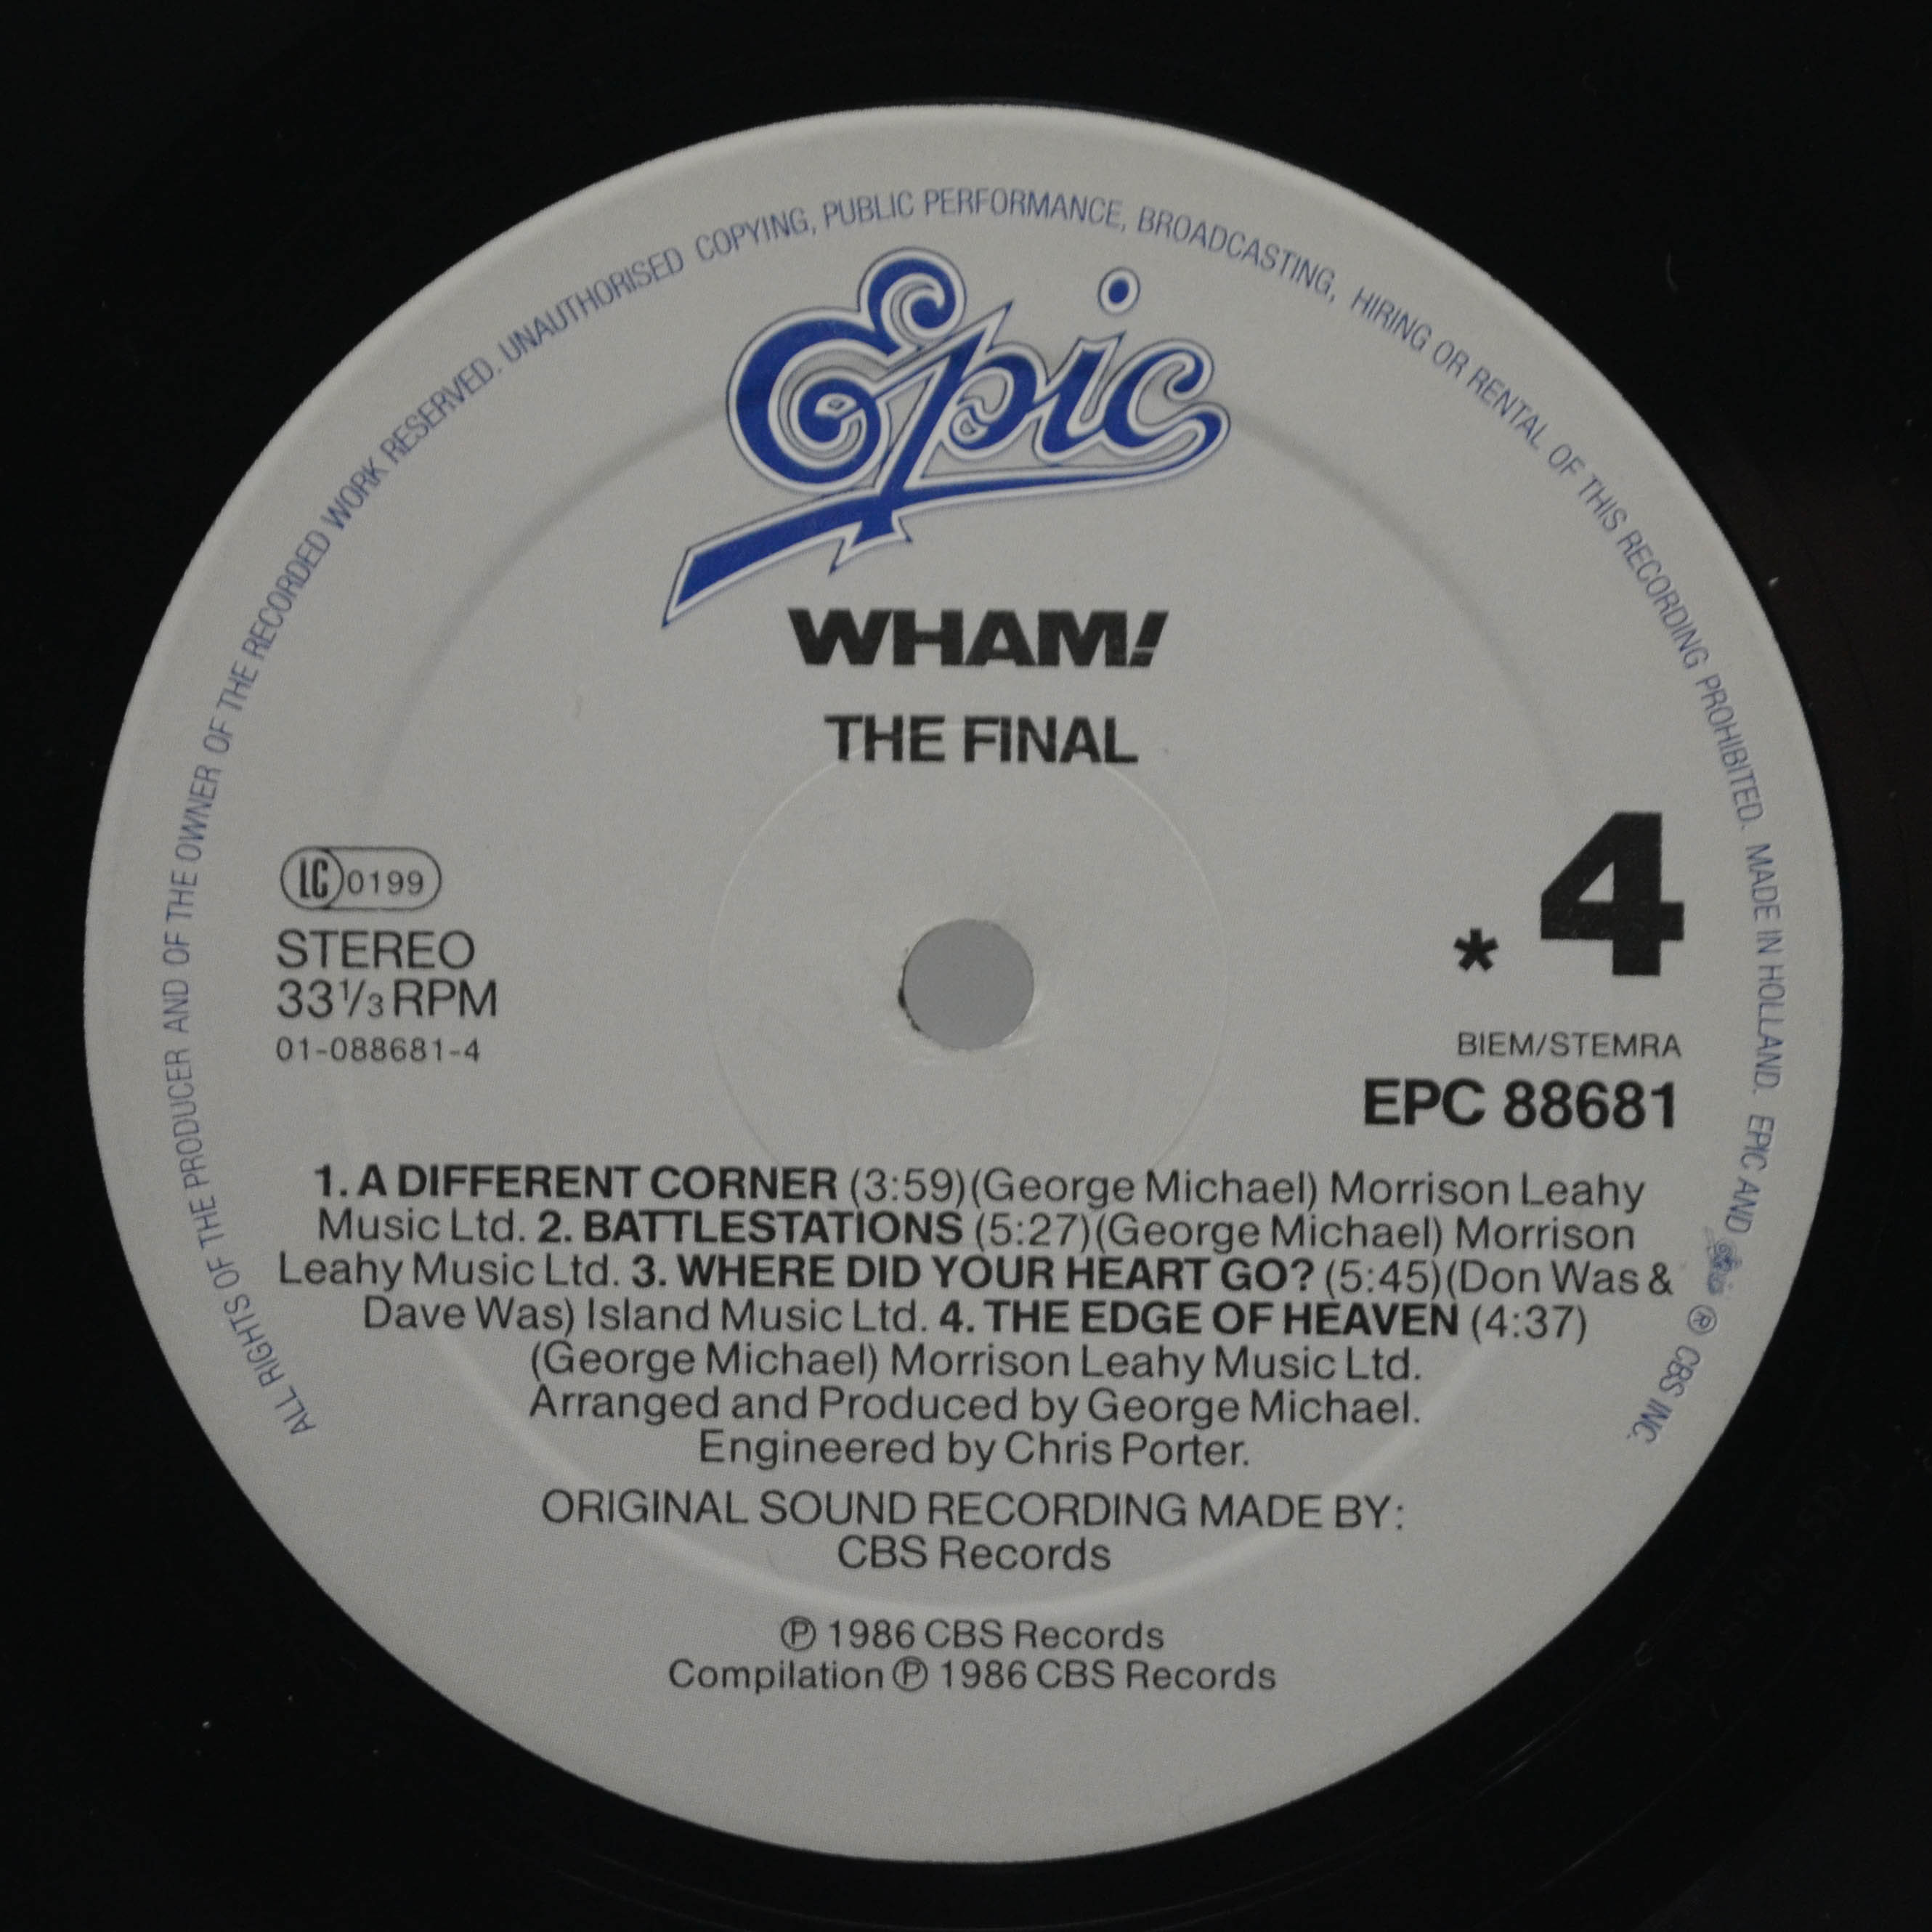 ALL RIGHTS OF THE PRODUCER AND OF THE OWNER OF THE RECORDED WORK RESERVED. UNAUTHORISED COPYING, PUBLIC PERFORMANCE, BROADCASTING, HIRING OR RENTAL OF THIS RECORDING PROHIBITED. MADE IN HOLLAND. EPIC AND Epic ® CBS INC.
Epic
WHAM!
THE FINAL
LC 0199
STEREO
33⅓ RPM
01-088681-4
* 4
BIEM/STEMRA
EPC 88681
1. A DIFFERENT CORNER (3:59)(George Michael) Morrison Leahy
Music Ltd. 2. BATTLESTATIONS (5:27)(George Michael) Morrison
Leahy Music Ltd. 3. WHERE DID YOUR HEART GO? (5:45)(Don Was &
Dave Was) Island Music Ltd. 4. THE EDGE OF HEAVEN (4:37)
(George Michael) Morrison Leahy Music Ltd.
Arranged and Produced by George Michael.
Engineered by Chris Porter.
ORIGINAL SOUND RECORDING MADE BY:
CBS Records
℗ 1986 CBS Records
Compilation ℗ 1986 CBS Records